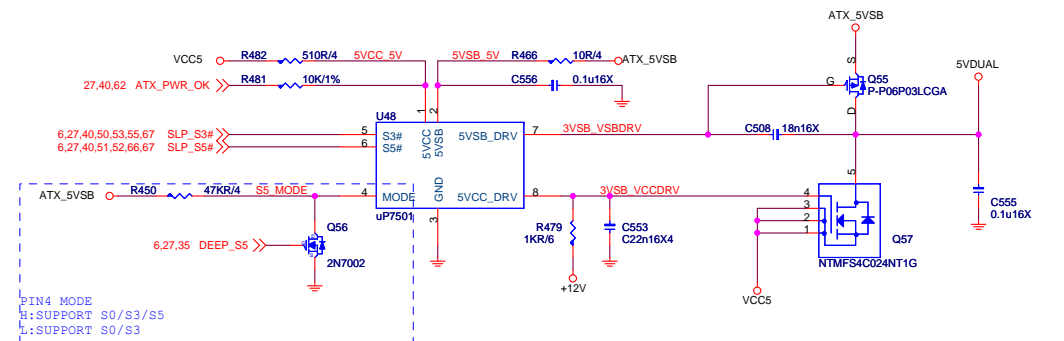 ATX_5VSB
VCC5 R482 510R/4 5VCC_5V 5VSB_5V R466 10R/4 ATX_5VSB
5VDUAL
27,40,62 ATX_PWR_OK R481 10K/1% C556 0.1u16X
S
G
D
Q55
P-P06P03LCGA
U48
1 2
5VCC 5VSB
6,27,40,50,53,55,67 SLP_S3# 5 S3# 5VSB_DRV 7 3VSB_VSBDRV
C508 18n16X
6,27,40,51,52,66,67 SLP_S5# 6 S5#
ATX_5VSB R450 47KR/4 S5_MODE 4 MODE GND 5VCC_DRV 8 3VSB_VCCDRV
uP7501
3
5
4
3
2
1
Q57
NTMFS4C024NT1G
C555
0.1u16X
R479
1KR/6
C553
C22n16X4
6,27,35 DEEP_S5
Q56
2N7002
+12V
VCC5
PIN4 MODE
H:SUPPORT S0/S3/S5
L:SUPPORT S0/S3